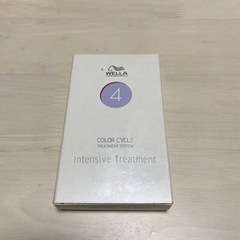 WELLA
4
COLOR CYCLE
TREATMENT SYSTEM
Intensive Treatment